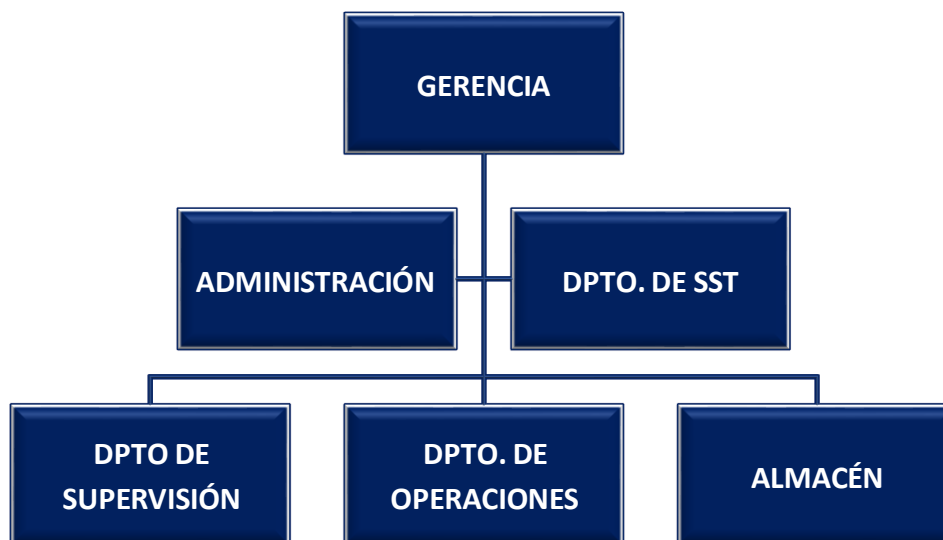 GERENCIA
ADMINISTRACIÓN
DPTO. DE SST
DPTO DE
SUPERVISIÓN
DPTO. DE
OPERACIONES
ALMACÉN